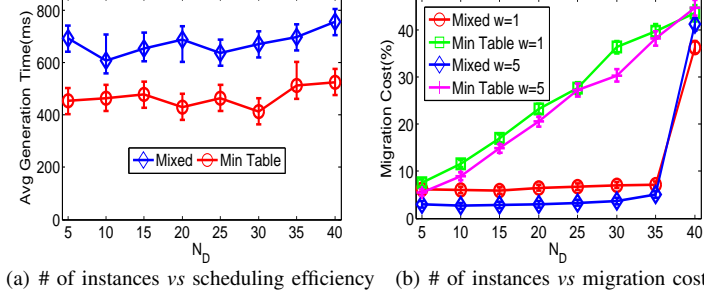 Avg Generation Time(ms)
800
600
400
200
0
Mixed
Min Table
5 10 15 20 25 30 35 40
N_D
(a) # of instances vs scheduling efficiency
Migration Cost(%)
40
30
20
10
0
Mixed w=1
Min Table w=1
Mixed w=5
Min Table w=5
5 10 15 20 25 30 35 40
N_D
(b) # of instances vs migration cost